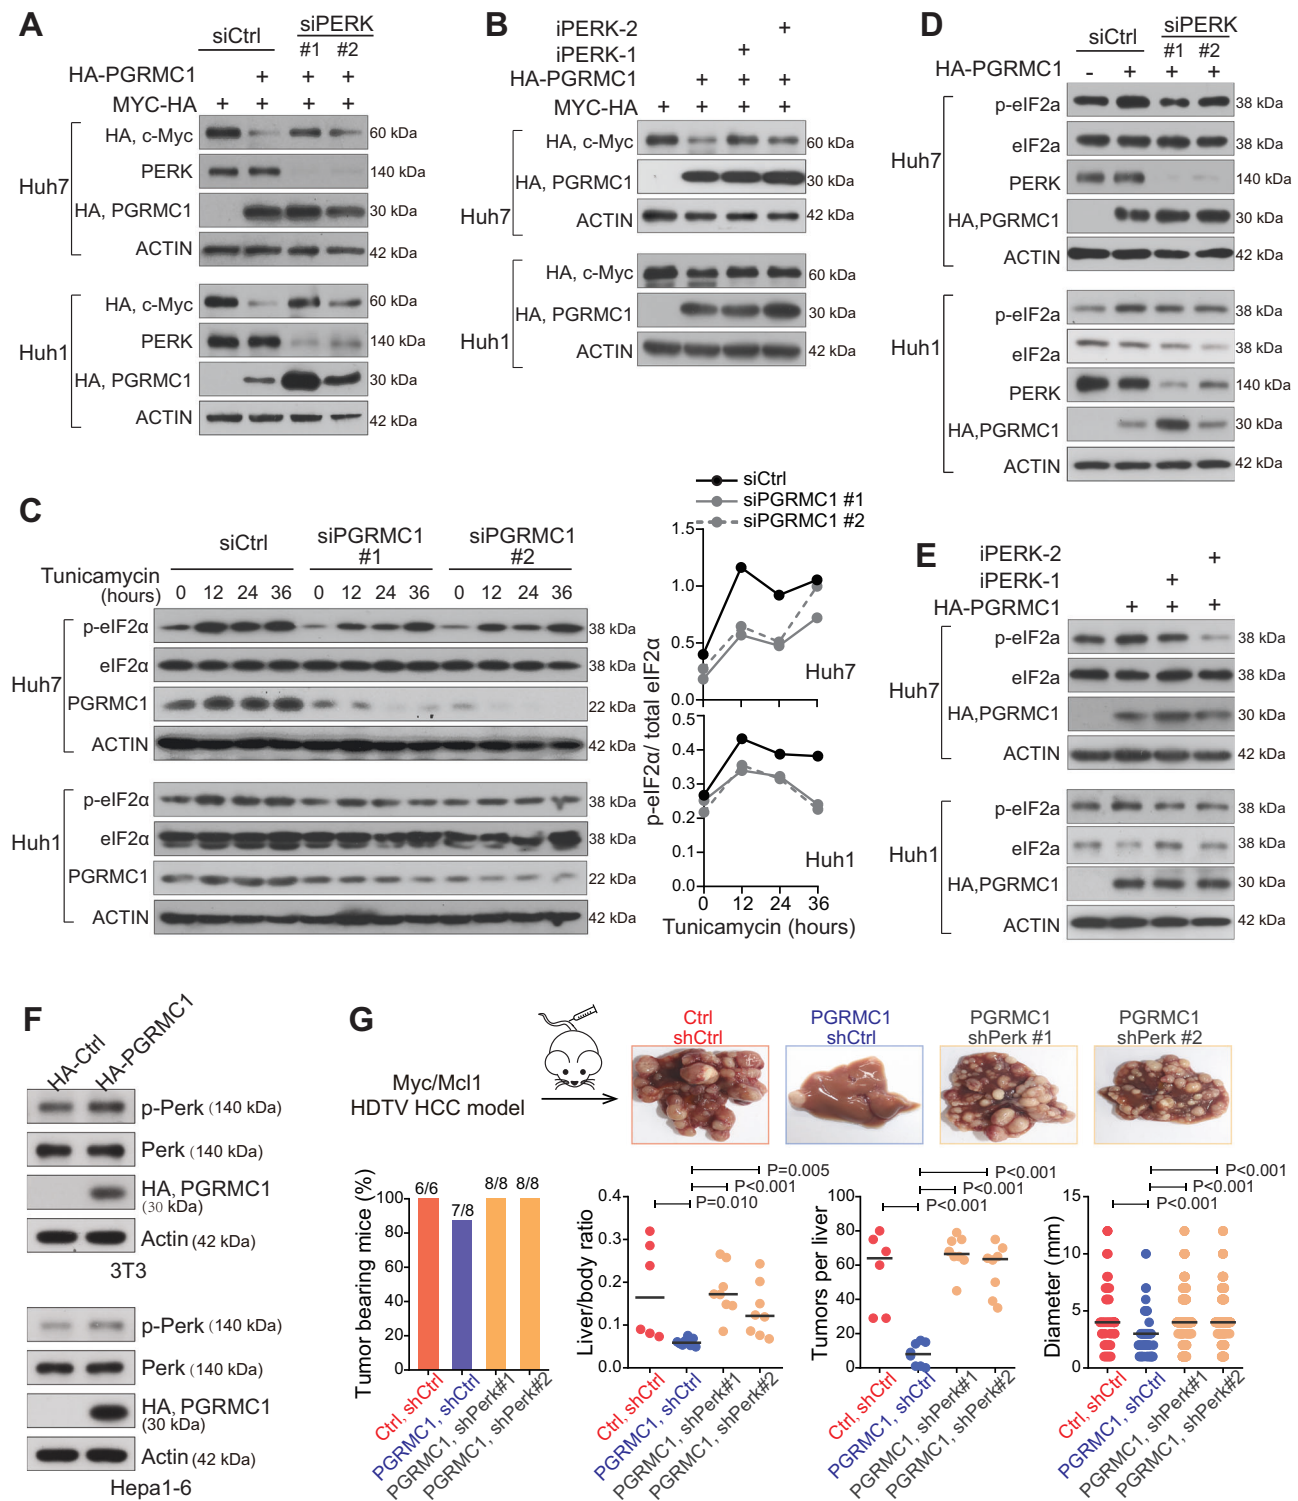 A
siCtrl
siPERK
#1 #2
HA-PGRMC1 + + +
MYC-HA + + + +
Huh7
HA, c-Myc 60 kDa
PERK 140 kDa
HA, PGRMC1 30 kDa
ACTIN 42 kDa
Huh1
HA, c-Myc 60 kDa
PERK 140 kDa
HA, PGRMC1 30 kDa
ACTIN 42 kDa
B
iPERK-2 +
iPERK-1 +
HA-PGRMC1 + + +
MYC-HA + + + +
Huh7
HA, c-Myc 60 kDa
HA, PGRMC1 30 kDa
ACTIN 42 kDa
Huh1
HA, c-Myc 60 kDa
HA, PGRMC1 30 kDa
ACTIN 42 kDa
D
siCtrl
siPERK
#1 #2
HA-PGRMC1 - + + +
Huh7
p-eIF2a 38 kDa
eIF2a 38 kDa
PERK 140 kDa
HA,PGRMC1 30 kDa
ACTIN 42 kDa
Huh1
p-eIF2a 38 kDa
eIF2a 38 kDa
PERK 140 kDa
HA,PGRMC1 30 kDa
ACTIN 42 kDa
C
siCtrl
siPGRMC1
#1
siPGRMC1
#2
Tunicamycin
(hours)
0 12 24 36 0 12 24 36 0 12 24 36
Huh7
p-eIF2α 38 kDa
eIF2α 38 kDa
PGRMC1 22 kDa
ACTIN 42 kDa
Huh1
p-eIF2α 38 kDa
eIF2α 38 kDa
PGRMC1 22 kDa
ACTIN 42 kDa
siCtrl
siPGRMC1 #1
siPGRMC1 #2
p-eIF2α/ total eIF2α
1.5
1.0
0.5
0.0
Huh7
0.5
0.4
0.3
0.2
0.1
0.0
Huh1
0 12 24 36
Tunicamycin (hours)
E
iPERK-2 +
iPERK-1 +
HA-PGRMC1 + + +
Huh7
p-eIF2a 38 kDa
eIF2a 38 kDa
HA,PGRMC1 30 kDa
ACTIN 42 kDa
Huh1
p-eIF2a 38 kDa
eIF2a 38 kDa
HA,PGRMC1 30 kDa
ACTIN 42 kDa
F
HA-Ctrl
HA-PGRMC1
p-Perk (140 kDa)
Perk (140 kDa)
HA, PGRMC1
(30 kDa)
Actin (42 kDa)
3T3
p-Perk (140 kDa)
Perk (140 kDa)
HA, PGRMC1
(30 kDa)
Actin (42 kDa)
Hepa1-6
G
Myc/Mcl1
HDTV HCC model
Ctrl
shCtrl
PGRMC1
shCtrl
PGRMC1
shPerk #1
PGRMC1
shPerk #2
Tumor bearing mice (%)
100
80
60
40
20
0
6/6
7/8
8/8
8/8
Ctrl, shCtrl
PGRMC1, shCtrl
PGRMC1, shPerk#1
PGRMC1, shPerk#2
Liver/body ratio
0.4
0.3
0.2
0.1
0.0
P=0.005
P<0.001
P=0.010
Ctrl, shCtrl
PGRMC1, shCtrl
PGRMC1, shPerk#1
PGRMC1, shPerk#2
Tumors per liver
100
80
60
40
20
0
P<0.001
P<0.001
P<0.001
Ctrl, shCtrl
PGRMC1, shCtrl
PGRMC1, shPerk#1
PGRMC1, shPerk#2
Diameter (mm)
15
10
5
0
P<0.001
P<0.001
P<0.001
Ctrl, shCtrl
PGRMC1, shCtrl
PGRMC1, shPerk#1
PGRMC1, shPerk#2